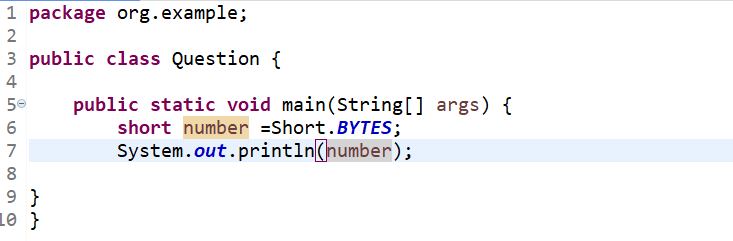 1 package org.example;
2
3 public class Question {
4
5 public static void main(String[] args) {
6 short number =Short.BYTES;
7 System.out.println(number);
8
9 }
10 }